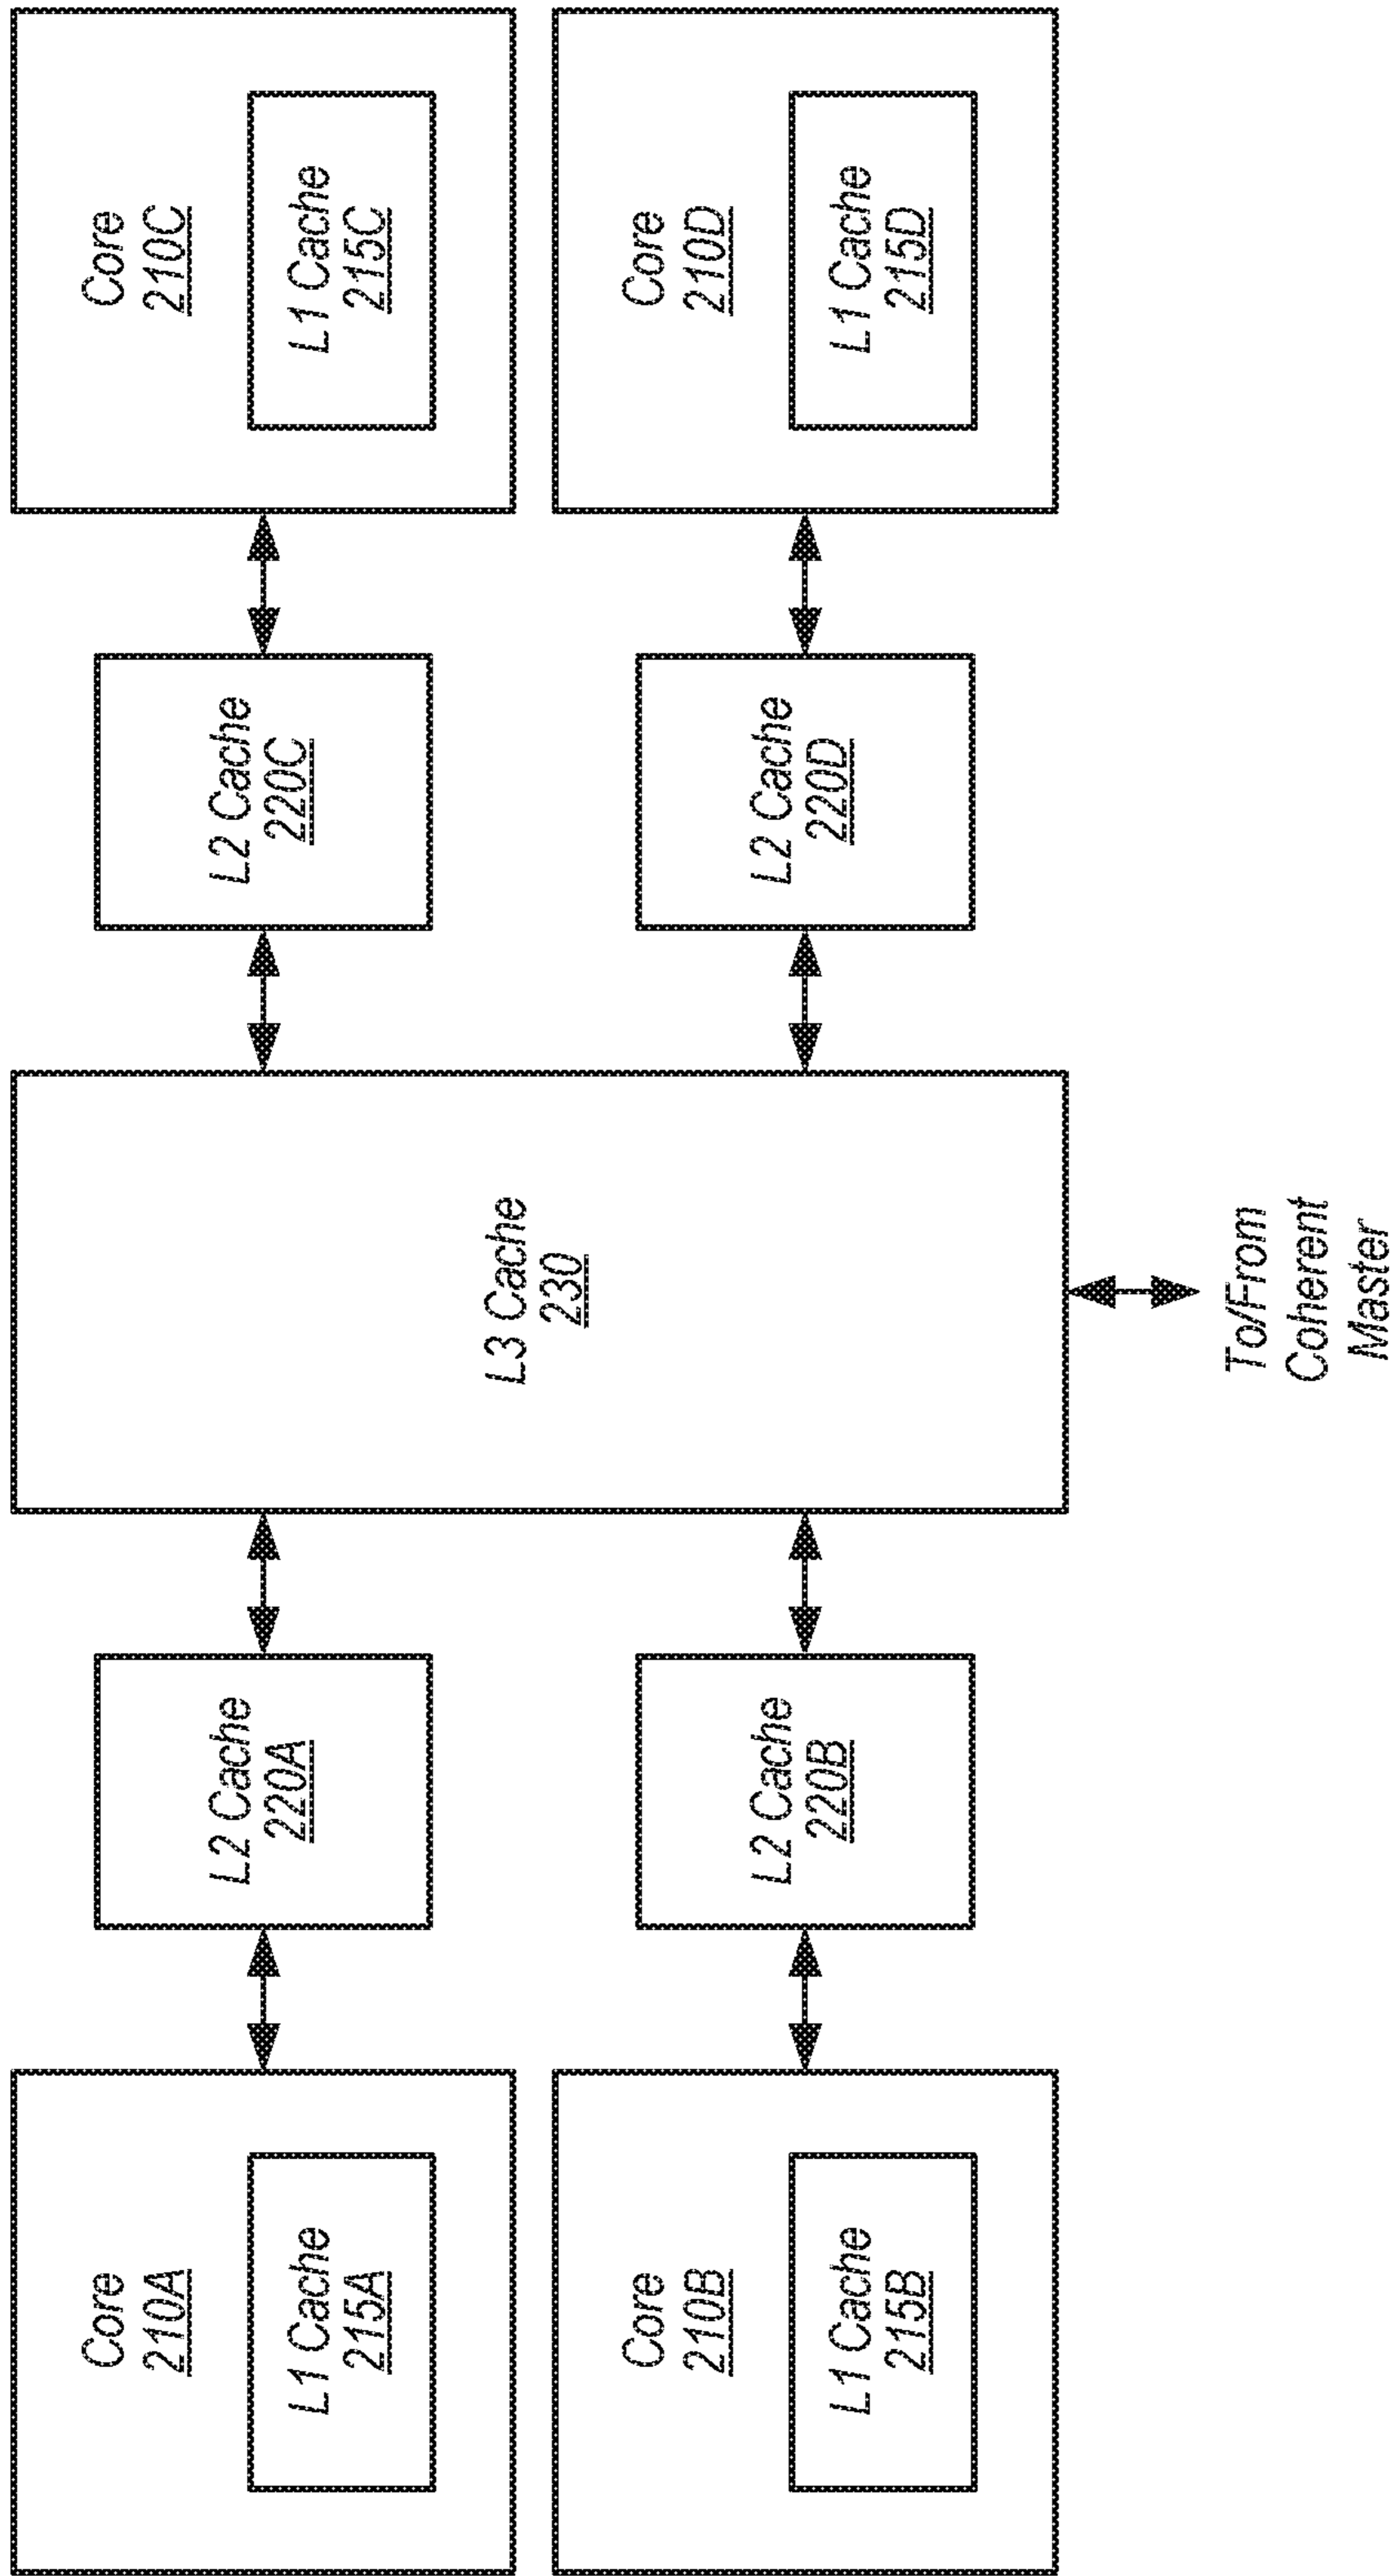 Core
210A
L1 Cache
215A
L2 Cache
220A
L3 Cache
230
L2 Cache
220C
Core
210C
L1 Cache
215C
Core
210B
L1 Cache
215B
L2 Cache
220B
L2 Cache
220D
Core
210D
L1 Cache
215D
To/From
Coherent
Master